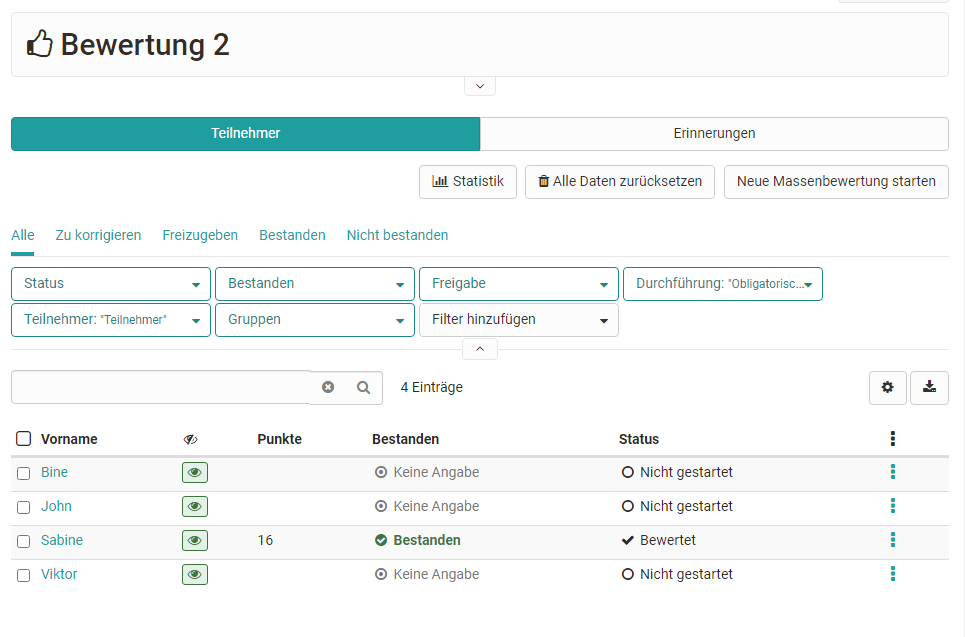 Bewertung 2
Teilnehmer Erinnerungen
Statistik Alle Daten zurücksetzen Neue Massenbewertung starten
Alle Zu korrigieren Freizugeben Bestanden Nicht bestanden
Status Bestanden Freigabe Durchführung: "Obligatorisc...
Teilnehmer: "Teilnehmer" Gruppen Filter hinzufügen
4 Einträge
Vorname Punkte Bestanden Status
Bine Keine Angabe Nicht gestartet
John Keine Angabe Nicht gestartet
Sabine 16 Bestanden Bewertet
Viktor Keine Angabe Nicht gestartet